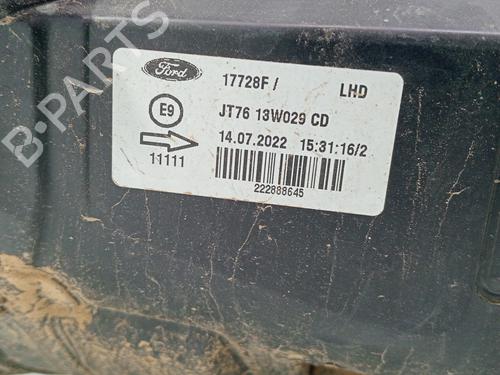 B-PARTS
Ford
17728F / LHD
E9
JT76 13W029 CD
14.07.2022 15:31:16/2
11111
222888645